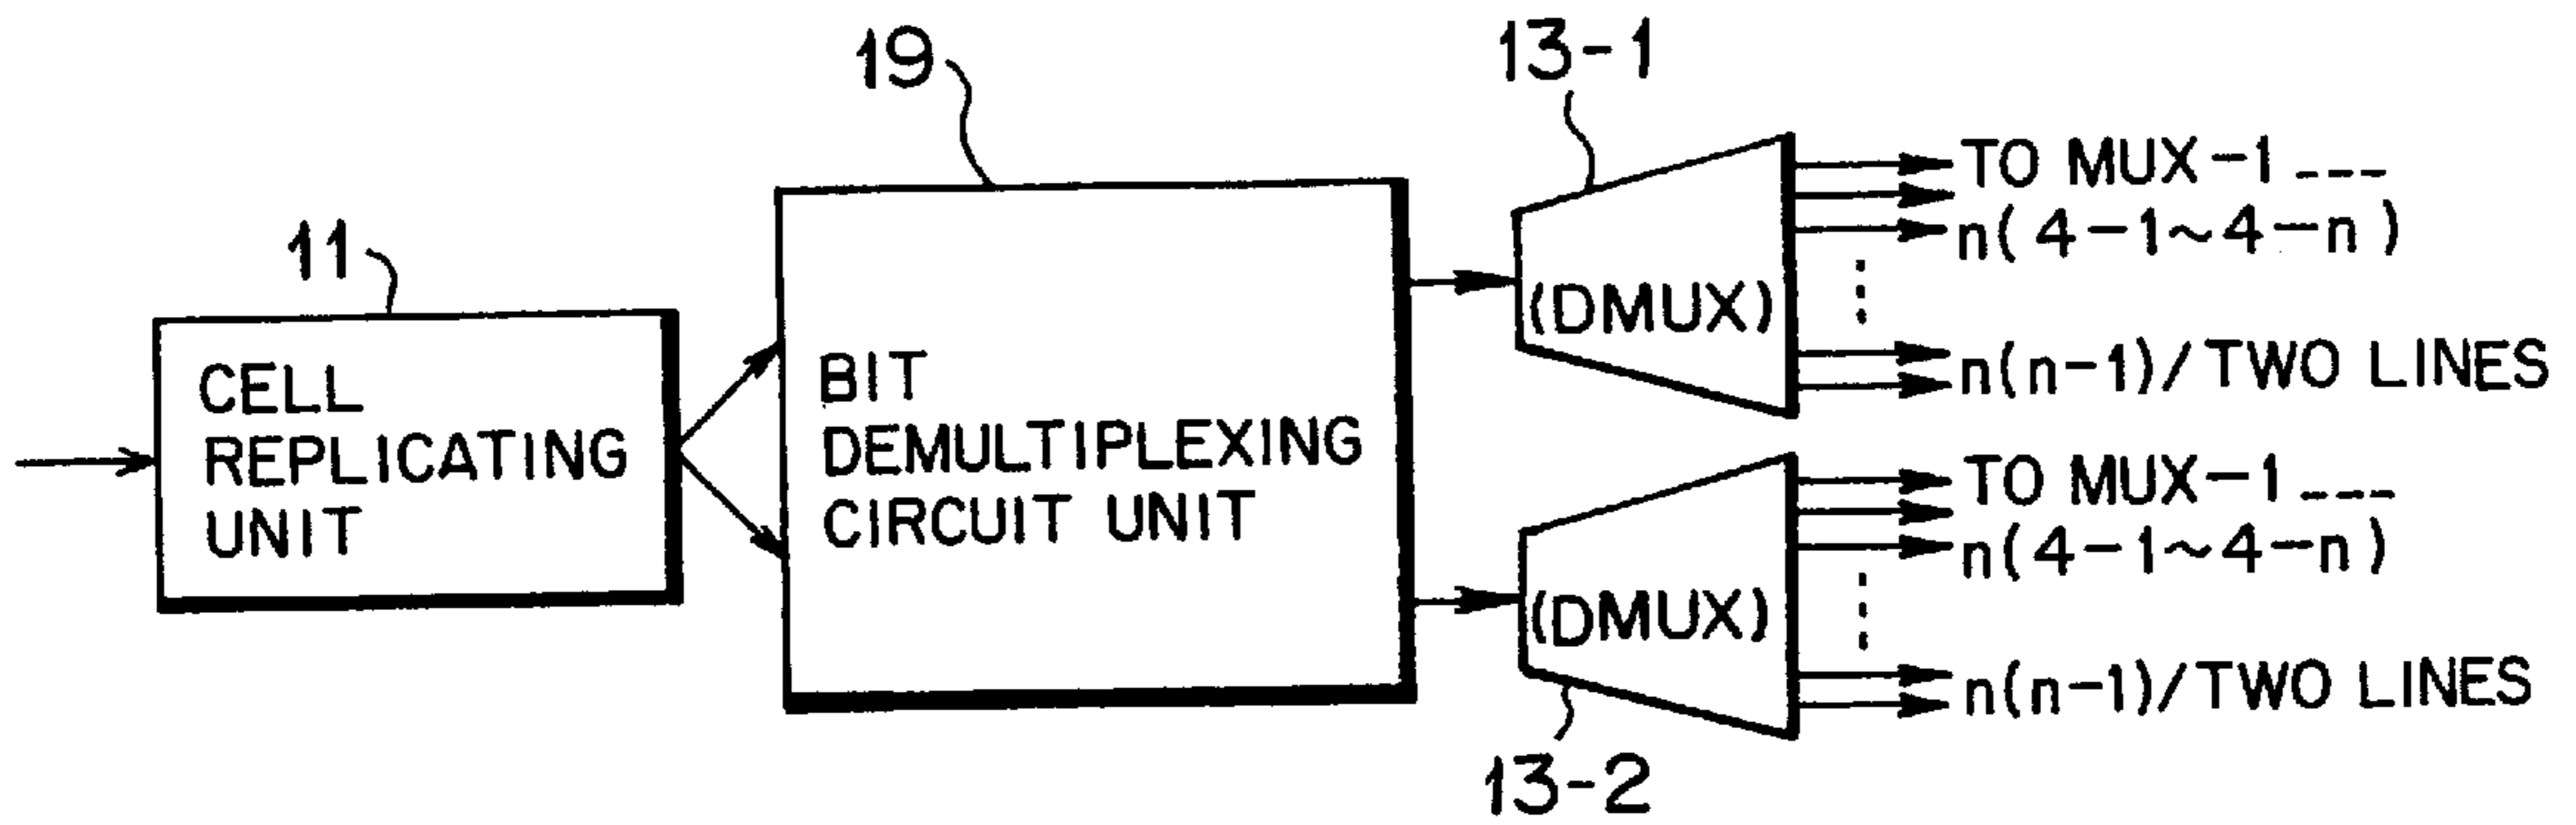 11
CELL
REPLICATING
UNIT
19
BIT
DEMULTIPLEXING
CIRCUIT UNIT
13-1
(DMUX)
TO MUX-1 ---
n(4-1~4-n)
n(n-1)/TWO LINES
(DMUX)
13-2
TO MUX-1 ---
n(4-1~4-n)
n(n-1)/TWO LINES